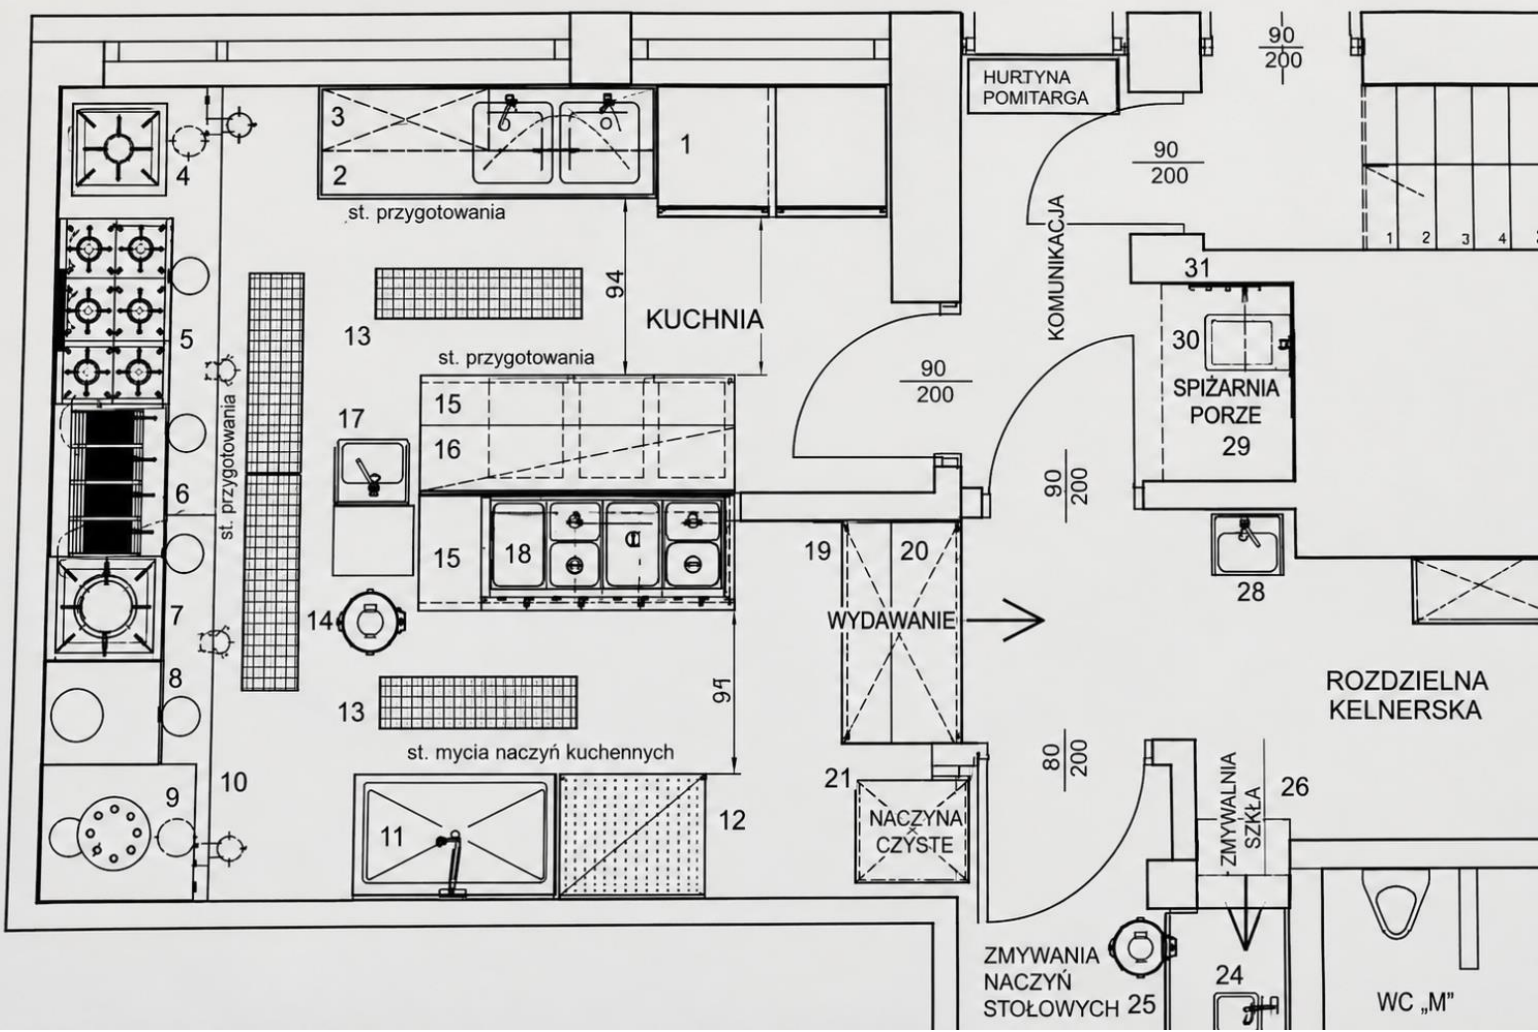 90
200
HURTYNA
POMITARGA
3
1
4
2
90
200
st. przygotowania
KOMUNIKACJA
1
2
3
4
31
94
KUCHNIA
13
5
30
st. przygotowania
90
200
SPIŻARNIA
PORZE
29
15
17
16
st. przygotowania
6
90
200
15
18
19
20
28
7
14
WYDAWANIE
8
13
ROZDZIELNA
KELNERSKA
st. mycia naczyń kuchennych
80
200
10
9
21
ZMYWALNIA
SZKŁA
26
11
12
NACZYNA
CZYSTE
ZMYWANIA
NACZYŃ
STOŁOWYCH
25
24
WC „M”